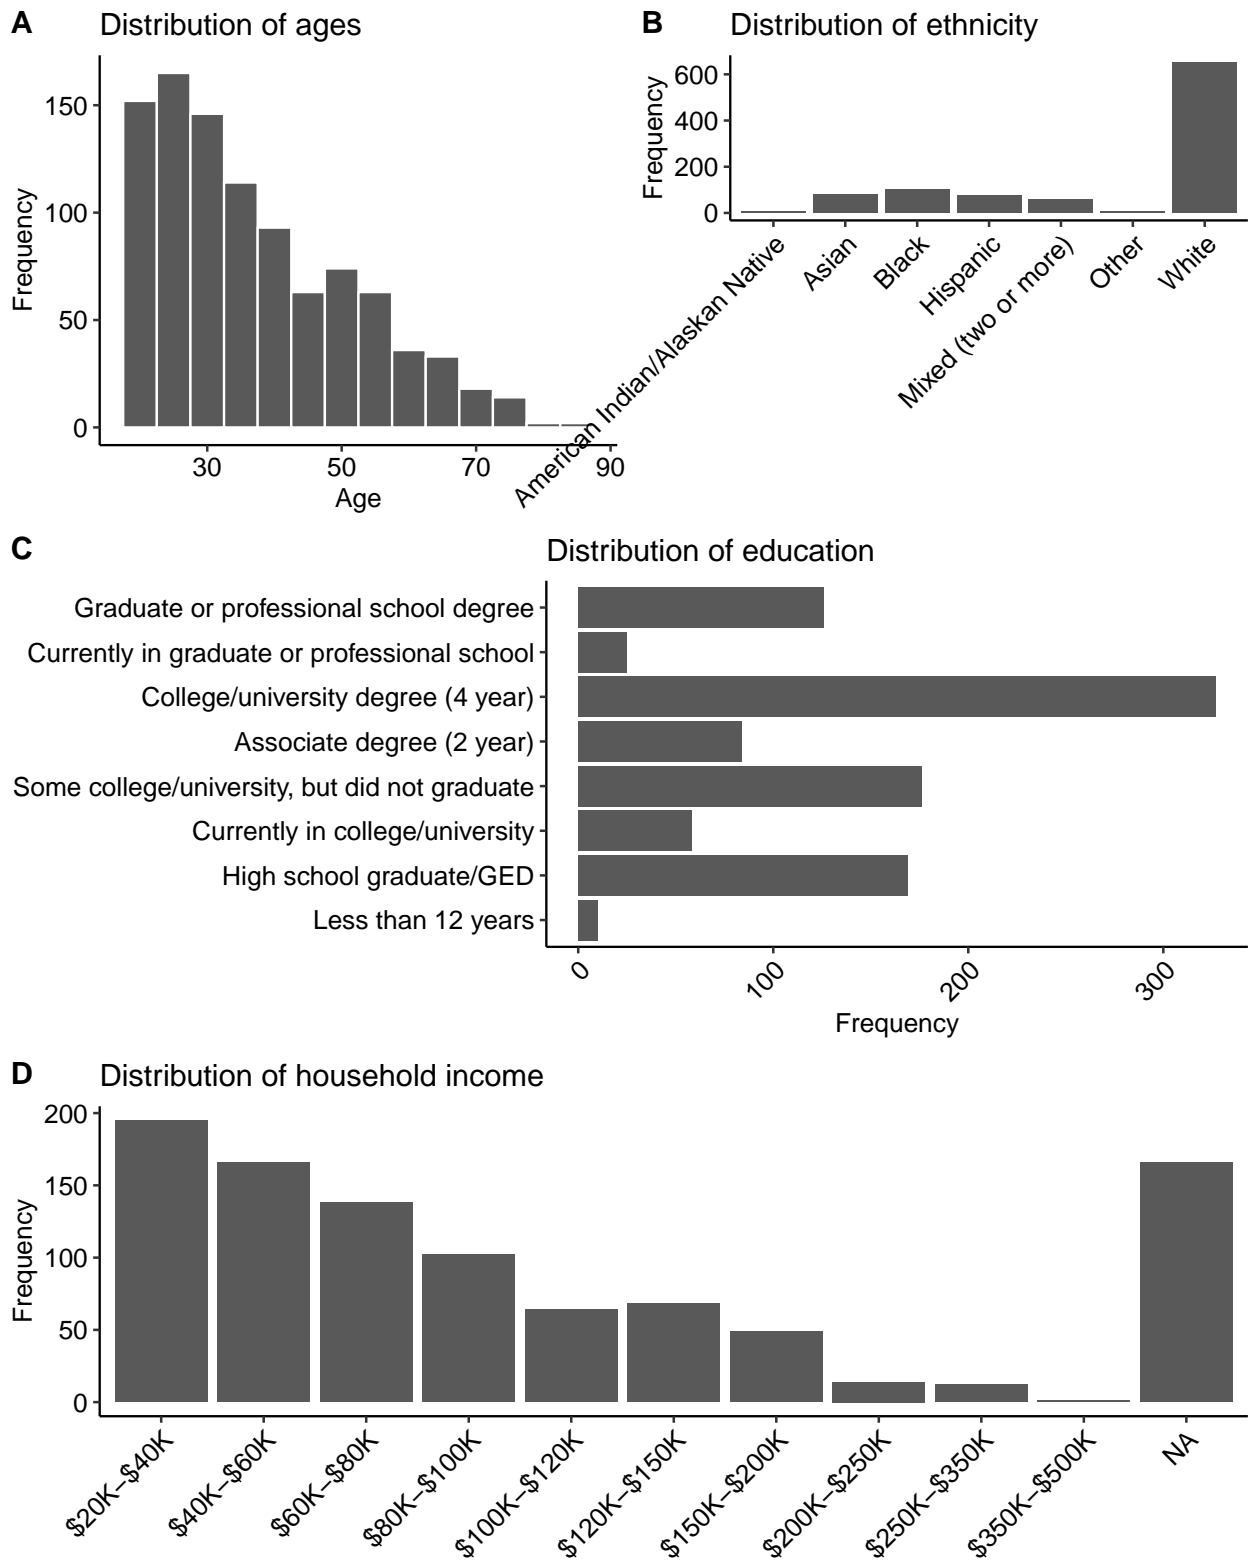 A
Distribution of ages
Frequency
150
100
50
0
30
50
70
90
Age
B
Distribution of ethnicity
Frequency
600
400
200
0
American Indian/Alaskan Native
Asian
Black
Hispanic
Mixed (two or more)
Other
White
C
Distribution of education
Graduate or professional school degree
Currently in graduate or professional school
College/university degree (4 year)
Associate degree (2 year)
Some college/university, but did not graduate
Currently in college/university
High school graduate/GED
Less than 12 years
0
100
200
300
Frequency
D
Distribution of household income
Frequency
200
150
100
50
0
$20K–$40K
$40K–$60K
$60K–$80K
$80K–$100K
$100K–$120K
$120K–$150K
$150K–$200K
$200K–$250K
$250K–$350K
$350K–$500K
NA